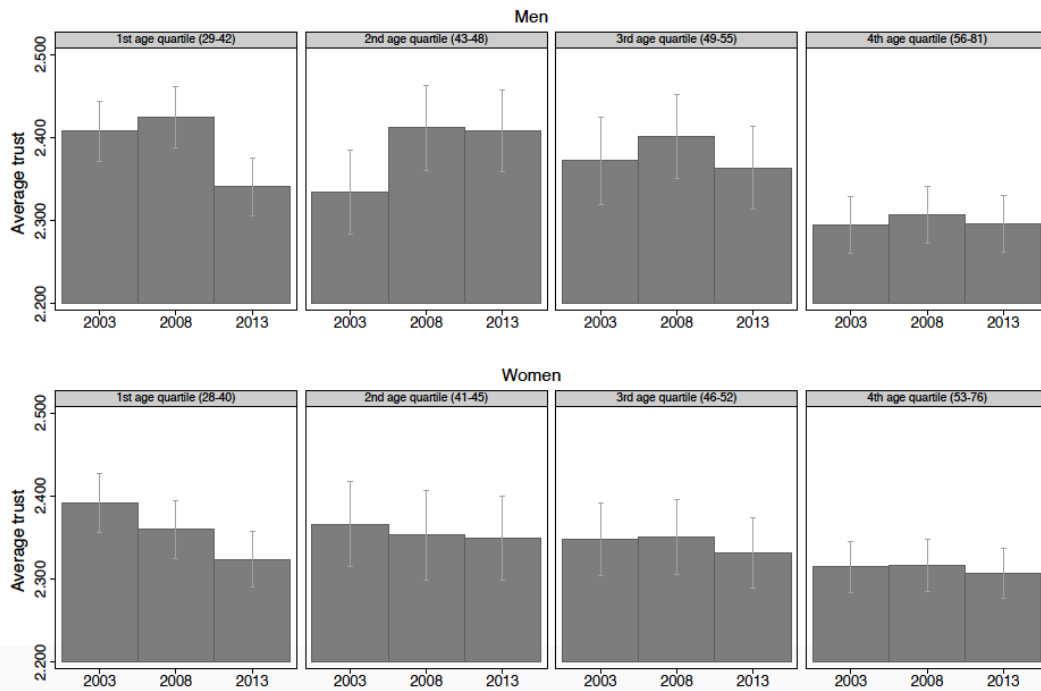 Men
1st age quartile (29-42) 2nd age quartile (43-48) 3rd age quartile (49-55) 4th age quartile (56-81)
Average trust
2.500
2.400
2.300
2.200
2003 2008 2013 2003 2008 2013 2003 2008 2013 2003 2008 2013
Women
1st age quartile (28-40) 2nd age quartile (41-45) 3rd age quartile (46-52) 4th age quartile (53-76)
Average trust
2.500
2.400
2.300
2.200
2003 2008 2013 2003 2008 2013 2003 2008 2013 2003 2008 2013